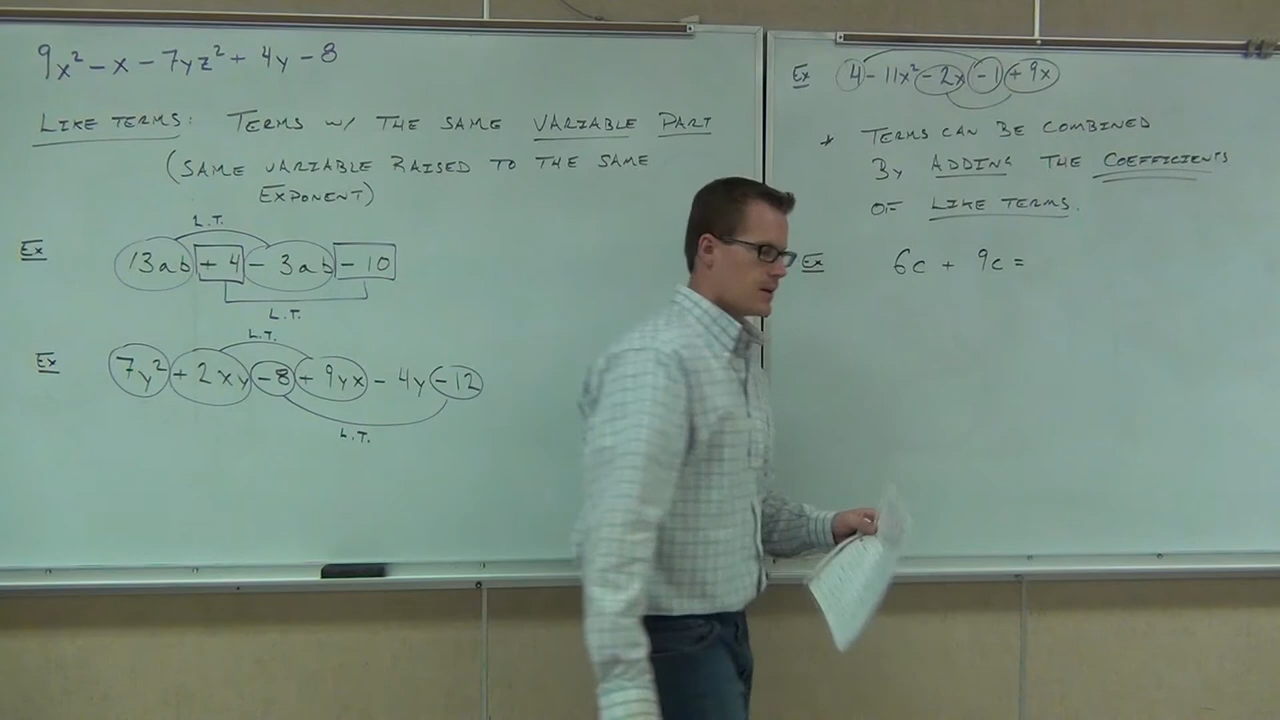 9x² - x - 7yz² + 4y - 8
LIKE TERMS: TERMS W/ THE SAME VARIABLE PART
(SAME VARIABLE RAISED TO THE SAME
EXPONENT)
L.T.
Ex 13ab + 4 - 3ab - 10
L.T.
L.T.
Ex 7y² + 2xy - 8 + 9yx - 4y - 12
L.T.
Ex 4 - 11x² - 2x - 1 + 9x
* TERMS CAN BE COMBINED
By ADDING THE COEFFICIENTS
OF LIKE TERMS.
Ex 6c + 9c =